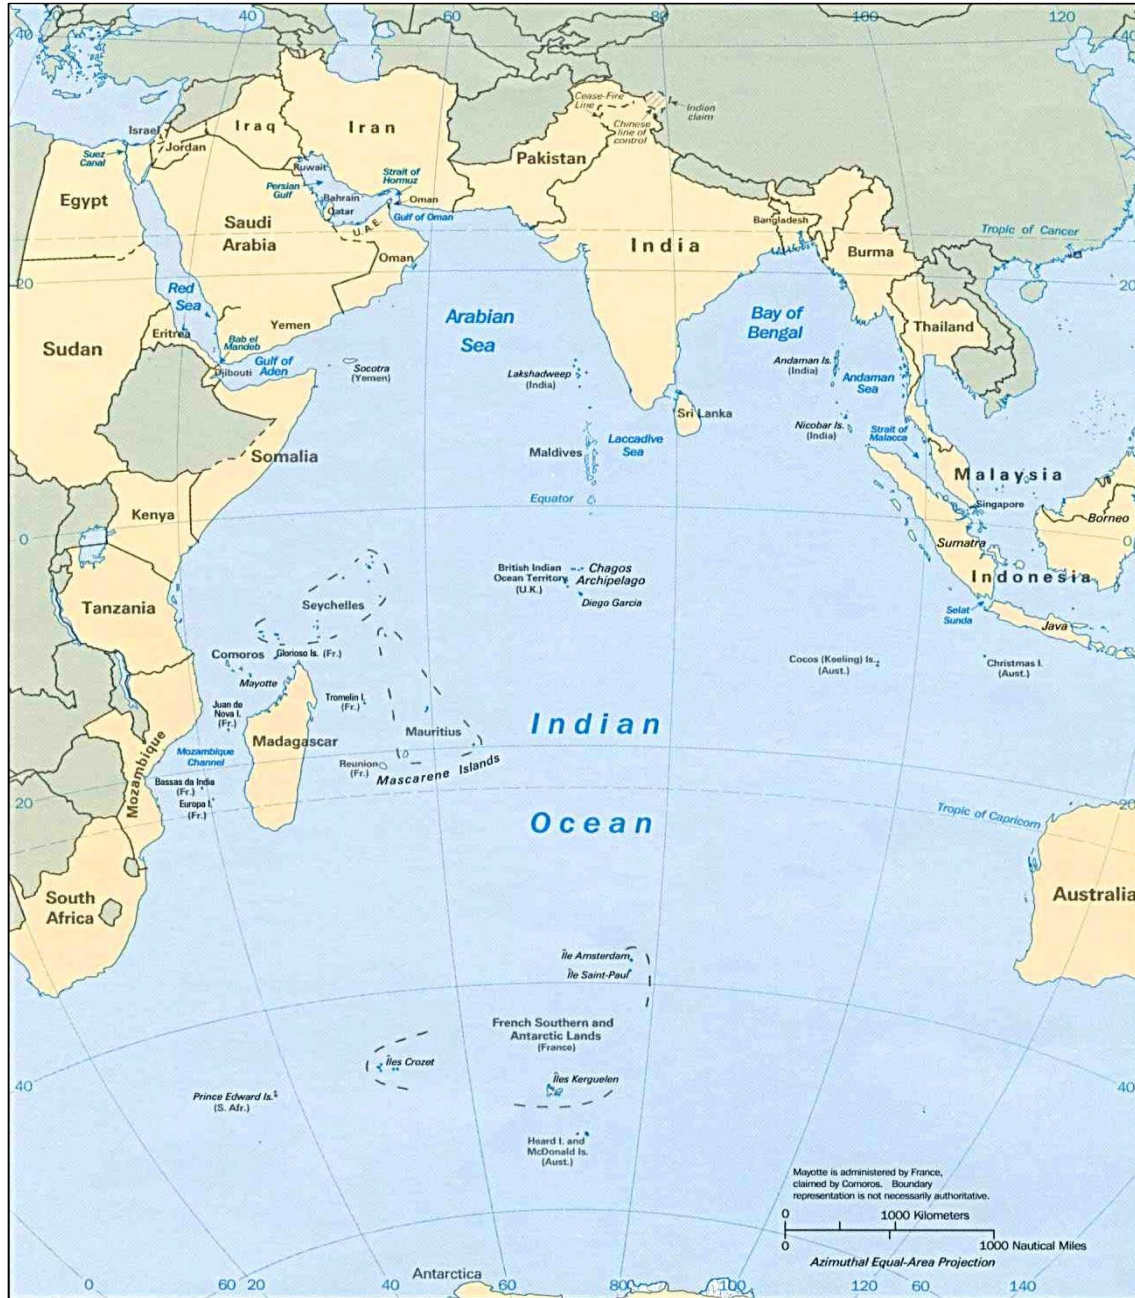 20
40
60
80
100
120
40
40
Cease-Fire
Line
Indian
claim
Chinese
line of
control
Israel
Iraq
Iran
Jordan
Suez
Canal
Pakistan
Kuwait
Strait of
Hormuz
Persian
Gulf
Egypt
Bahrain
Qatar
Oman
Gulf of Oman
U.A.E.
Saudi
Arabia
Bangladesh
Tropic of Cancer
India
Burma
Oman
20
20
Red
Sea
Arabian
Sea
Bay of
Bengal
Yemen
Thailand
Eritrea
Sudan
Bab el
Mandeb
Gulf of
Aden
Djibouti
Socotra
(Yemen)
Lakshadweep
(India)
Andaman Is.
(India)
Andaman
Sea
Sri Lanka
Nicobar Is.
(India)
Strait of
Malacca
Somalia
Maldives
Laccadive
Sea
Malaysia
Equator
Singapore
Kenya
Borneo
0
0
Sumatra
British Indian
Ocean Territory
(U.K.)
Chagos
Archipelago
Diego Garcia
Indonesia
Tanzania
Seychelles
Selat
Sunda
Java
Comoros
Glorioso Is. (Fr.)
Mayotte
Cocos (Keeling) Is.
(Aust.)
Christmas I.
(Aust.)
Juan de
Nova I.
(Fr.)
Tromelin I.
(Fr.)
Indian
Mozambique
Channel
Madagascar
Mauritius
Reunion
(Fr.)
Mascarene Islands
Mozambique
Bassas da India
(Fr.)
Europa I.
(Fr.)
20
20
Tropic of Capricorn
Ocean
South
Africa
Australia
Île Amsterdam
Île Saint-Paul
French Southern and
Antarctic Lands
(France)
Îles Crozet
Îles Kerguelen
40
40
Prince Edward Is.
(S. Afr.)
Heard I. and
McDonald Is.
(Aust.)
Mayotte is administered by France,
claimed by Comoros. Boundary
representation is not necessarily authoritative.
0 1000 Kilometers
0 1000 Nautical Miles
Azimuthal Equal-Area Projection
Antarctica
0
60
20
40
60
80
100
120
60
140